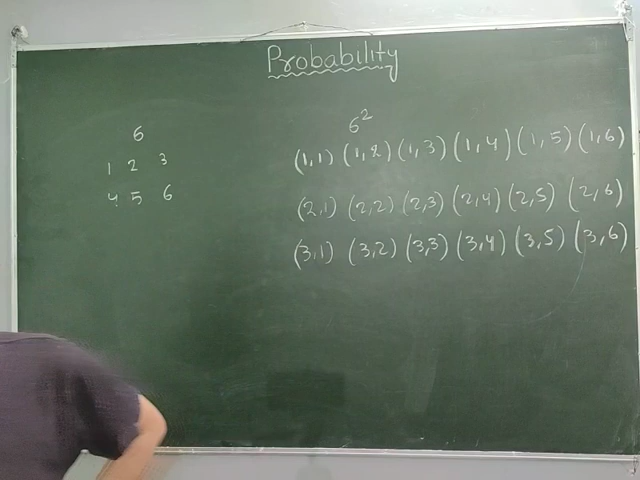 Probability
6
1 2 3
4 5 6
6²
(1,1) (1,2) (1,3) (1,4) (1,5) (1,6)
(2,1) (2,2) (2,3) (2,4) (2,5) (2,6)
(3,1) (3,2) (3,3) (3,4) (3,5) (3,6)